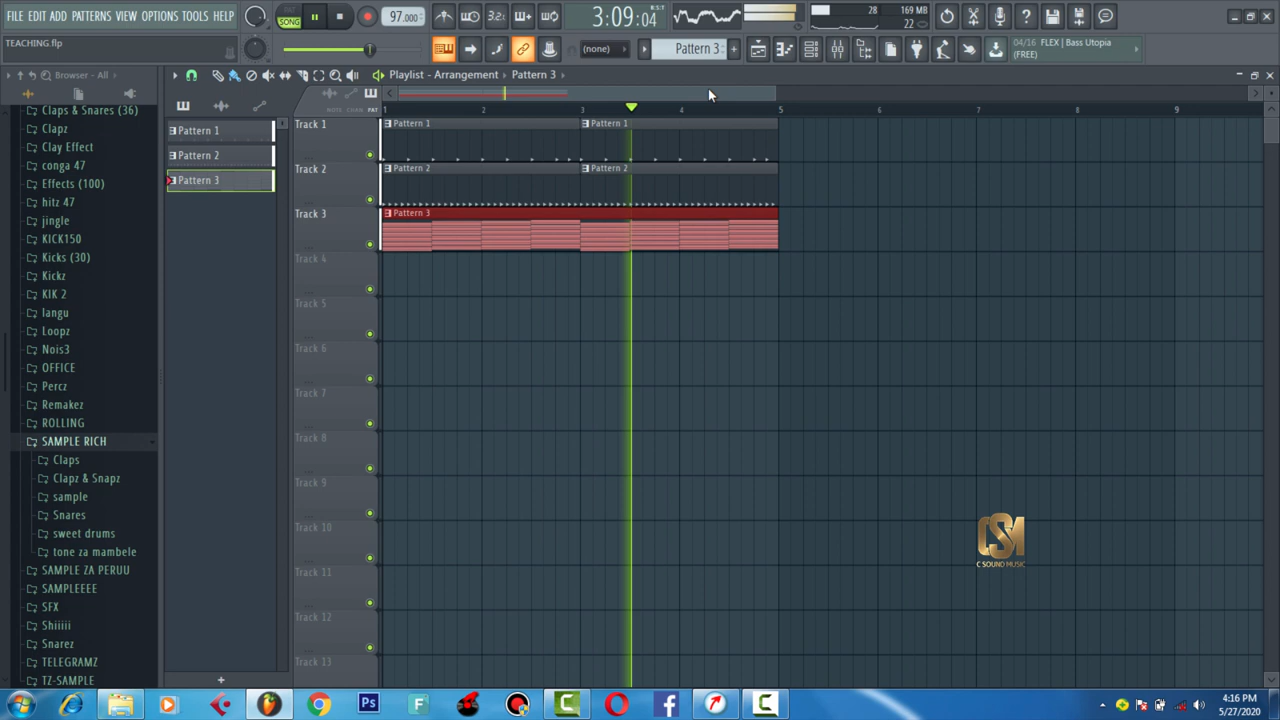 FILE EDIT ADD PATTERNS VIEW OPTIONS TOOLS HELP
PAT
SONG
97.000
3:09:04
B:S:T
28
169 MB
22
TEACHING.flp
(none)
Pattern 3
04/16 FLEX | Bass Utopia
(FREE)
Browser - All
Playlist - Arrangement
Pattern 3
NOTE CHAN PAT
1 2 3 4 5 6 7 8 9
Claps & Snares (36)
Clapz
Clay Effect
conga 47
Effects (100)
hitz 47
jingle
KICK150
Kicks (30)
Kickz
KIK 2
langu
Loopz
Nois3
OFFICE
Percz
Remakez
ROLLING
SAMPLE RICH
Claps
Clapz & Snapz
sample
Snares
sweet drums
tone za mambele
SAMPLE ZA PERUU
SAMPLEEEE
SFX
Shiiiii
Snarez
TELEGRAMZ
TZ-SAMPLE
Pattern 1
Pattern 2
Pattern 3
Track 1
Pattern 1
Pattern 1
Track 2
Pattern 2
Pattern 2
Track 3
Pattern 3
Track 4
Track 5
Track 6
Track 7
Track 8
Track 9
Track 10
Track 11
Track 12
Track 13
CSM
C SOUND MUSIC
Ps
F
4:16 PM
5/27/2020